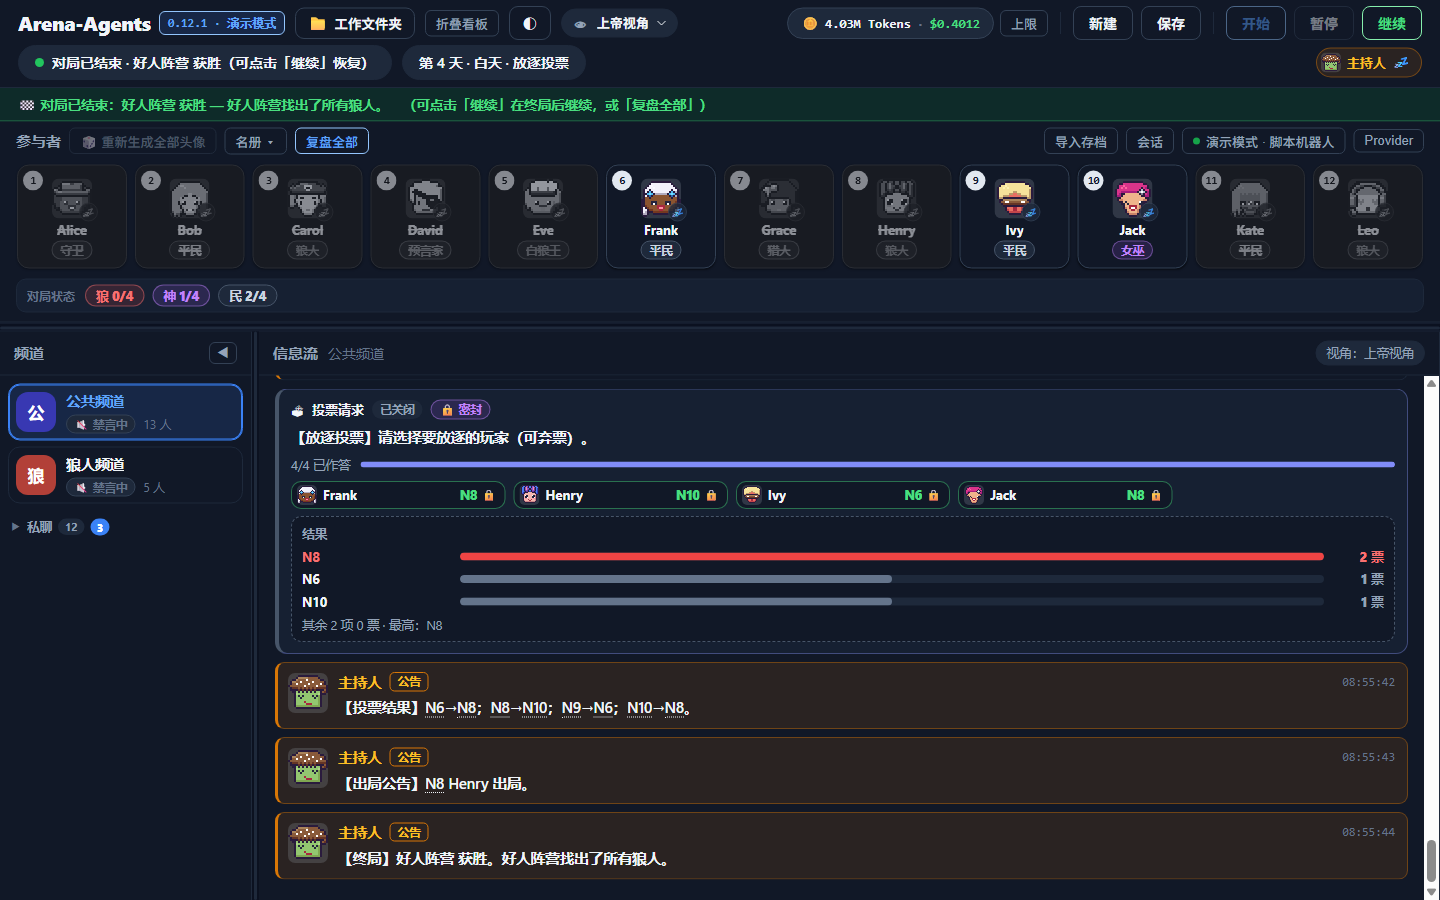 Arena-Agents 0.12.1 · 演示模式 工作文件夹 折叠看板 上帝视角 4.03M Tokens · $0.4012 上限 新建 保存 开始 暂停 继续
对局已结束 · 好人阵营 获胜（可点击「继续」恢复） 第 4 天 · 白天 · 放逐投票 主持人
对局已结束：好人阵营 获胜 — 好人阵营找出了所有狼人。 （可点击「继续」在终局后继续，或「复盘全部」）
参与者 重新生成全部头像 名册 复盘全部 导入存档 会话 演示模式 · 脚本机器人 Provider
1 2 3 4 5 6 7 8 9 10 11 12
Alice Bob Carol David Eve Frank Grace Henry Ivy Jack Kate Leo
守卫 平民 狼人 预言家 白狼王 平民 猎人 狼人 平民 女巫 平民 狼人
对局状态 狼 0/4 神 1/4 民 2/4
频道
公 公共频道
禁言中 13 人
狼 狼人频道
禁言中 5 人
私聊 12 3
信息流 公共频道 视角：上帝视角
投票请求 已关闭 密封
【放逐投票】请选择要放逐的玩家（可弃票）。
4/4 已作答
Frank N8 Henry N10 Ivy N6 Jack N8
结果
N8 2 票
N6 1 票
N10 1 票
其余 2 项 0 票 · 最高：N8
主持人 公告 08:55:42
【投票结果】N6→N8；N8→N10；N9→N6；N10→N8。
主持人 公告 08:55:43
【出局公告】N8 Henry 出局。
主持人 公告 08:55:44
【终局】好人阵营 获胜。好人阵营找出了所有狼人。